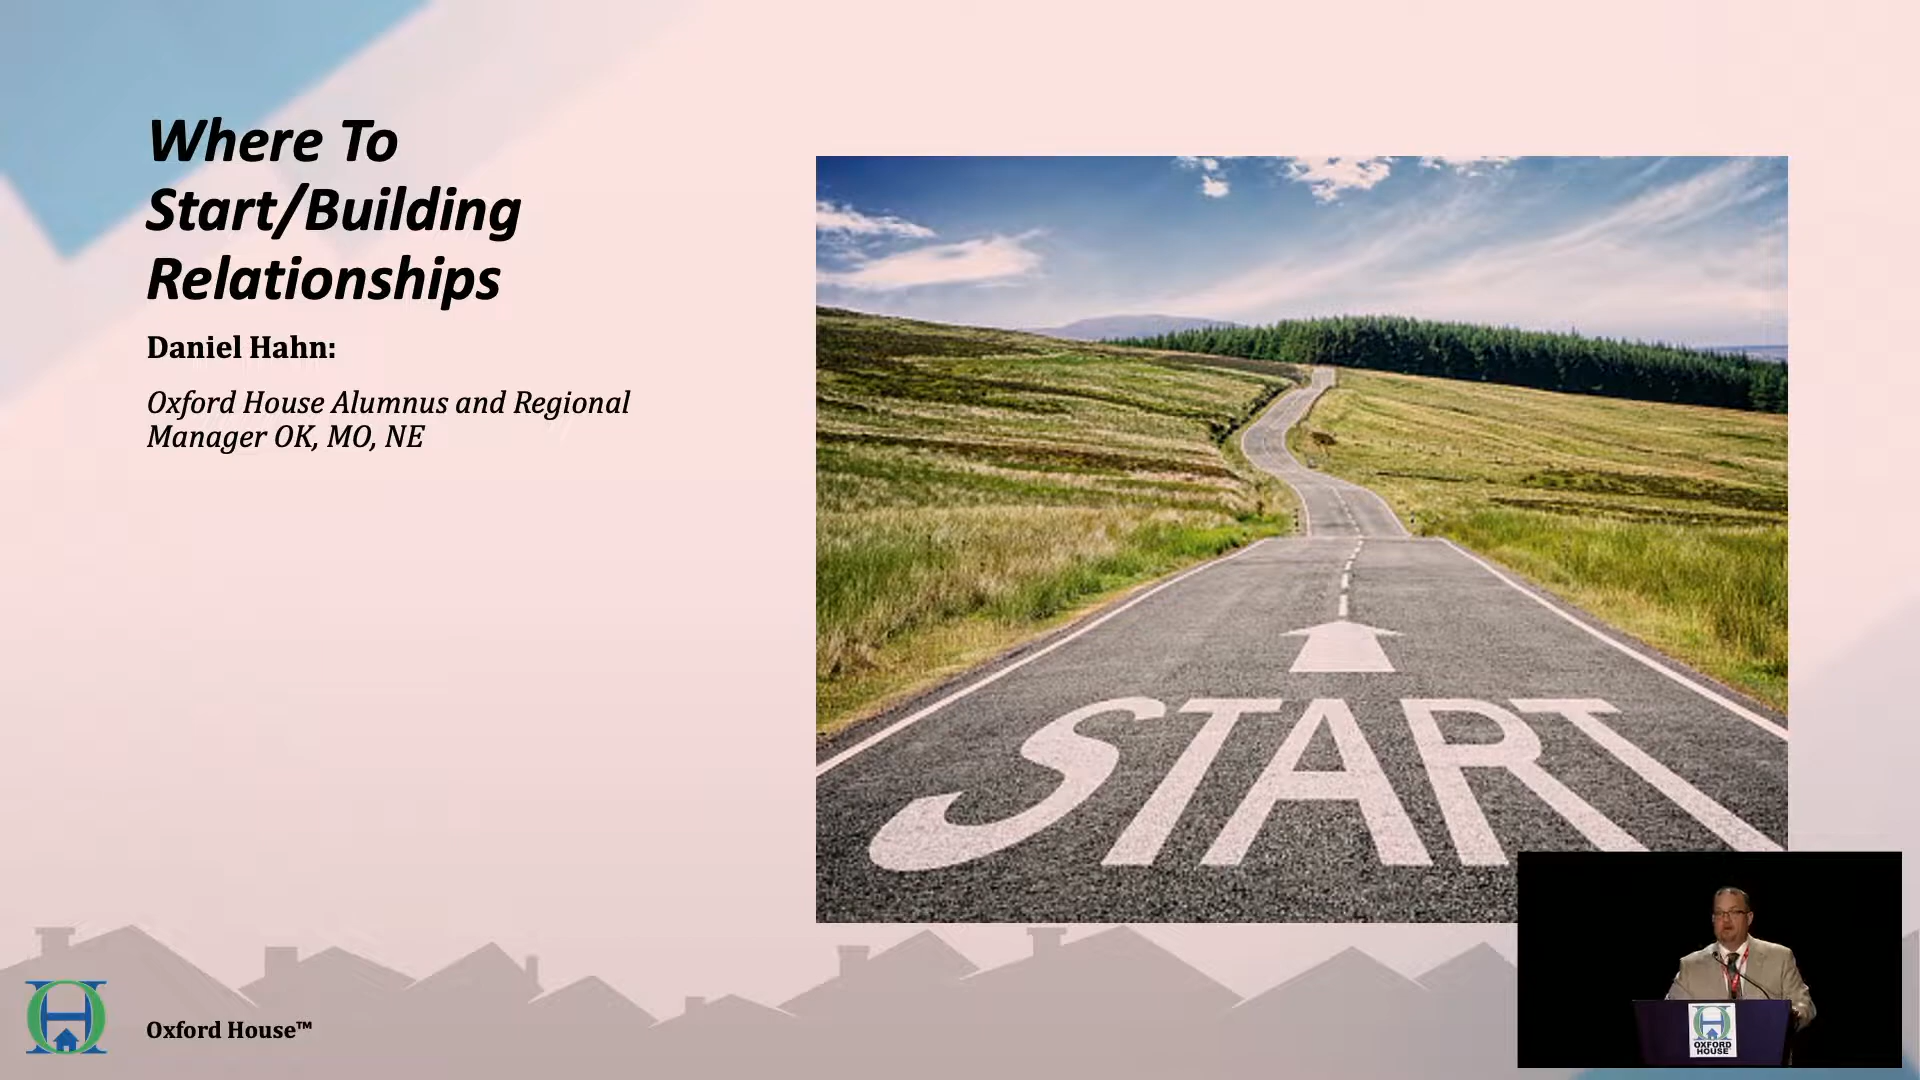 Where To
Start/Building
Relationships
Daniel Hahn:
Oxford House Alumnus and Regional
Manager OK, MO, NE
START
Oxford House™
OXFORD
HOUSE